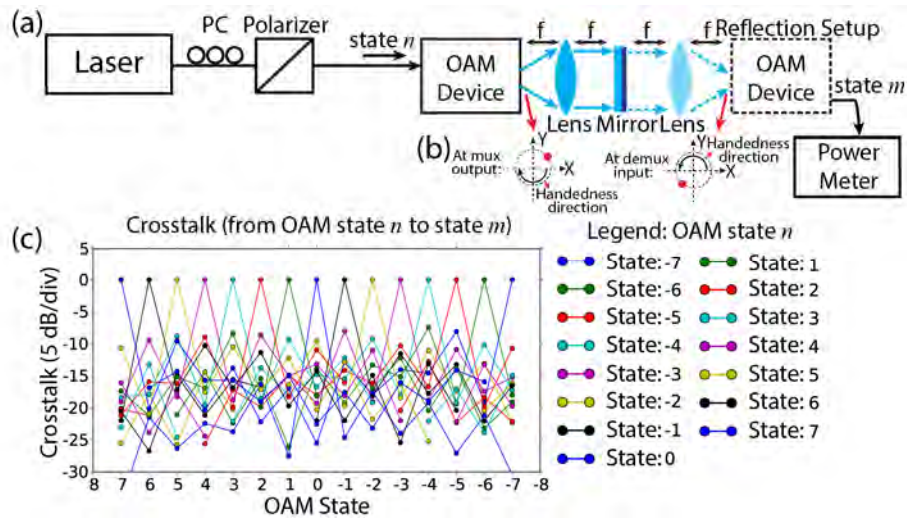 (a)
PC Polarizer
Laser
state n
OAM
Device
f f f f
Reflection Setup
OAM
Device
state m
Lens Mirror Lens
Power
Meter
(b)
At mux
output:
Y
X
Handedness
direction
At demux
input:
Y
X
Handedness
direction
(c)
Crosstalk (from OAM state n to state m)
Crosstalk (5 dB/div)
5
0
-5
-10
-15
-20
-25
-30
8 7 6 5 4 3 2 1 0 -1 -2 -3 -4 -5 -6 -7 -8
OAM State
Legend: OAM state n
State: -7
State: -6
State: -5
State: -4
State: -3
State: -2
State: -1
State: 0
State: 1
State: 2
State: 3
State: 4
State: 5
State: 6
State: 7